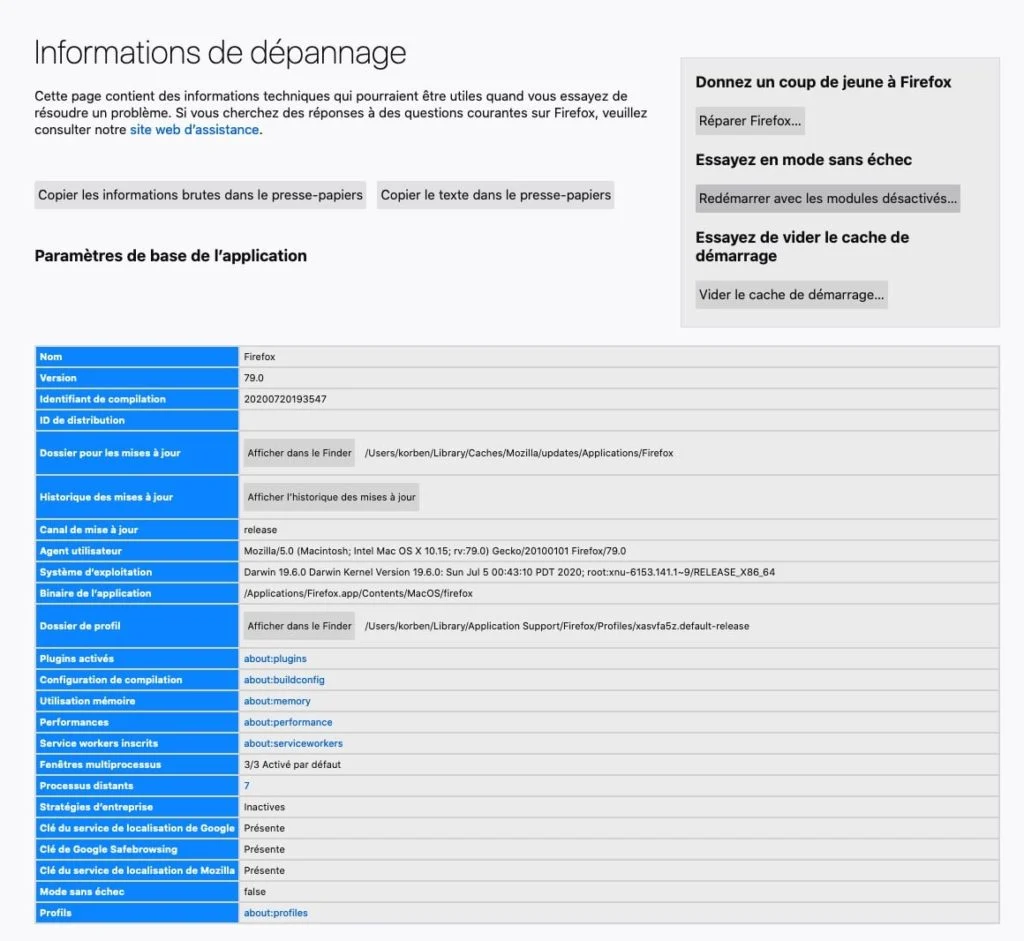 Informations de dépannage
Cette page contient des informations techniques qui pourraient être utiles quand vous essayez de
résoudre un problème. Si vous cherchez des réponses à des questions courantes sur Firefox, veuillez
consulter notre site web d’assistance.
Copier les informations brutes dans le presse-papiers Copier le texte dans le presse-papiers
Donnez un coup de jeune à Firefox
Réparer Firefox...
Essayez en mode sans échec
Redémarrer avec les modules désactivés...
Essayez de vider le cache de
démarrage
Vider le cache de démarrage...
Paramètres de base de l’application
Nom Firefox
Version 79.0
Identifiant de compilation 20200720193547
ID de distribution
Dossier pour les mises à jour Afficher dans le Finder /Users/korben/Library/Caches/Mozilla/updates/Applications/Firefox
Historique des mises à jour Afficher l’historique des mises à jour
Canal de mise à jour release
Agent utilisateur Mozilla/5.0 (Macintosh; Intel Mac OS X 10.15; rv:79.0) Gecko/20100101 Firefox/79.0
Système d’exploitation Darwin 19.6.0 Darwin Kernel Version 19.6.0: Sun Jul 5 00:43:10 PDT 2020; root:xnu-6153.141.1~9/RELEASE_X86_64
Binaire de l’application /Applications/Firefox.app/Contents/MacOS/firefox
Dossier de profil Afficher dans le Finder /Users/korben/Library/Application Support/Firefox/Profiles/xasvfa5z.default-release
Plugins activés about:plugins
Configuration de compilation about:buildconfig
Utilisation mémoire about:memory
Performances about:performance
Service workers inscrits about:serviceworkers
Fenêtres multiprocessus 3/3 Activé par défaut
Processus distants 7
Stratégies d’entreprise Inactives
Clé du service de localisation de Google Présente
Clé de Google Safebrowsing Présente
Clé du service de localisation de Mozilla Présente
Mode sans échec false
Profils about:profiles